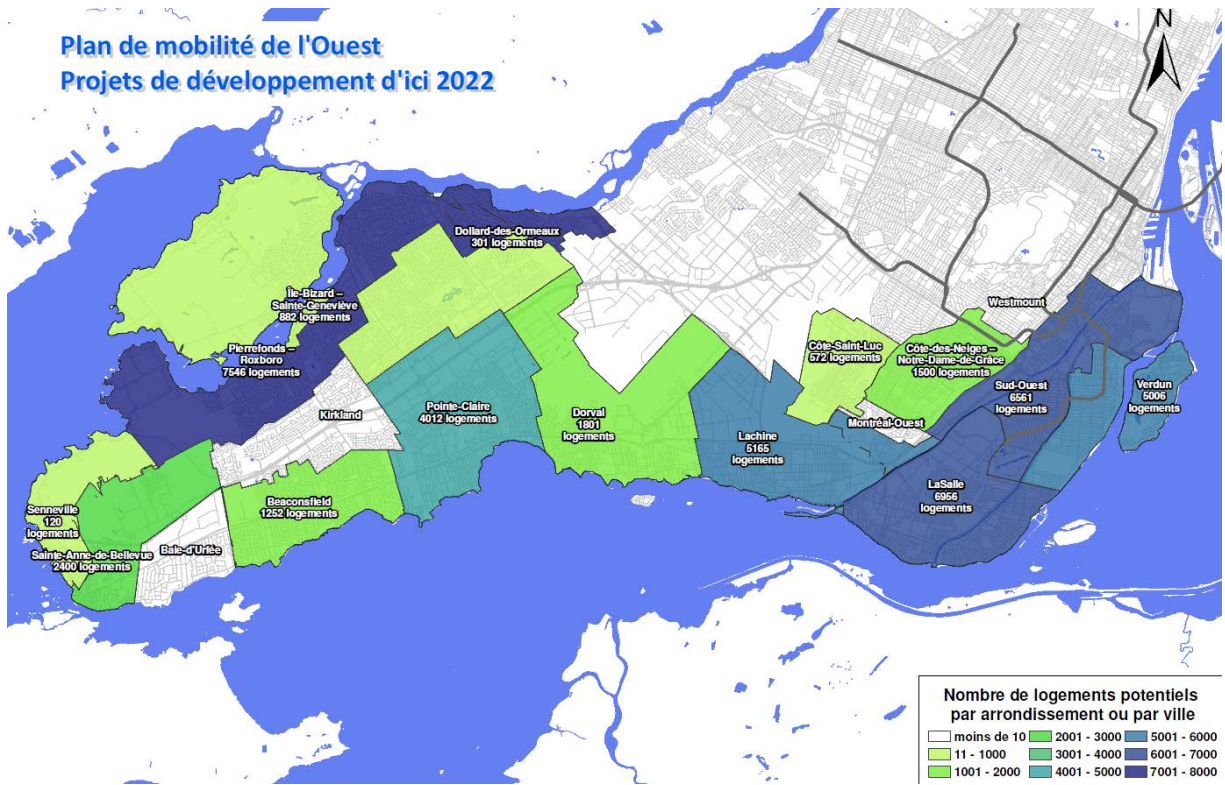 Plan de mobilité de l'Ouest
Projets de développement d'ici 2022
N
Dollard-des-Ormeaux
301 logements
Westmount
Île-Bizard –
Sainte-Geneviève
882 logements
Pierrefonds –
Roxboro
7546 logements
Côte-Saint-Luc
572 logements
Côte-des-Neiges –
Notre-Dame-de-Grâce
1500 logements
Sud-Ouest
6561
logements
Verdun
5006
logements
Kirkland
Pointe-Claire
4012 logements
Dorval
1801
logements
Montréal-Ouest
Lachine
5165
logements
LaSalle
6956
logements
Beaconsfield
1252 logements
Senneville
120
logements
Baie-d'Urfée
Sainte-Anne-de-Bellevue
2400 logements
Nombre de logements potentiels
par arrondissement ou par ville
moins de 10 2001 - 3000 5001 - 6000
11 - 1000 3001 - 4000 6001 - 7000
1001 - 2000 4001 - 5000 7001 - 8000